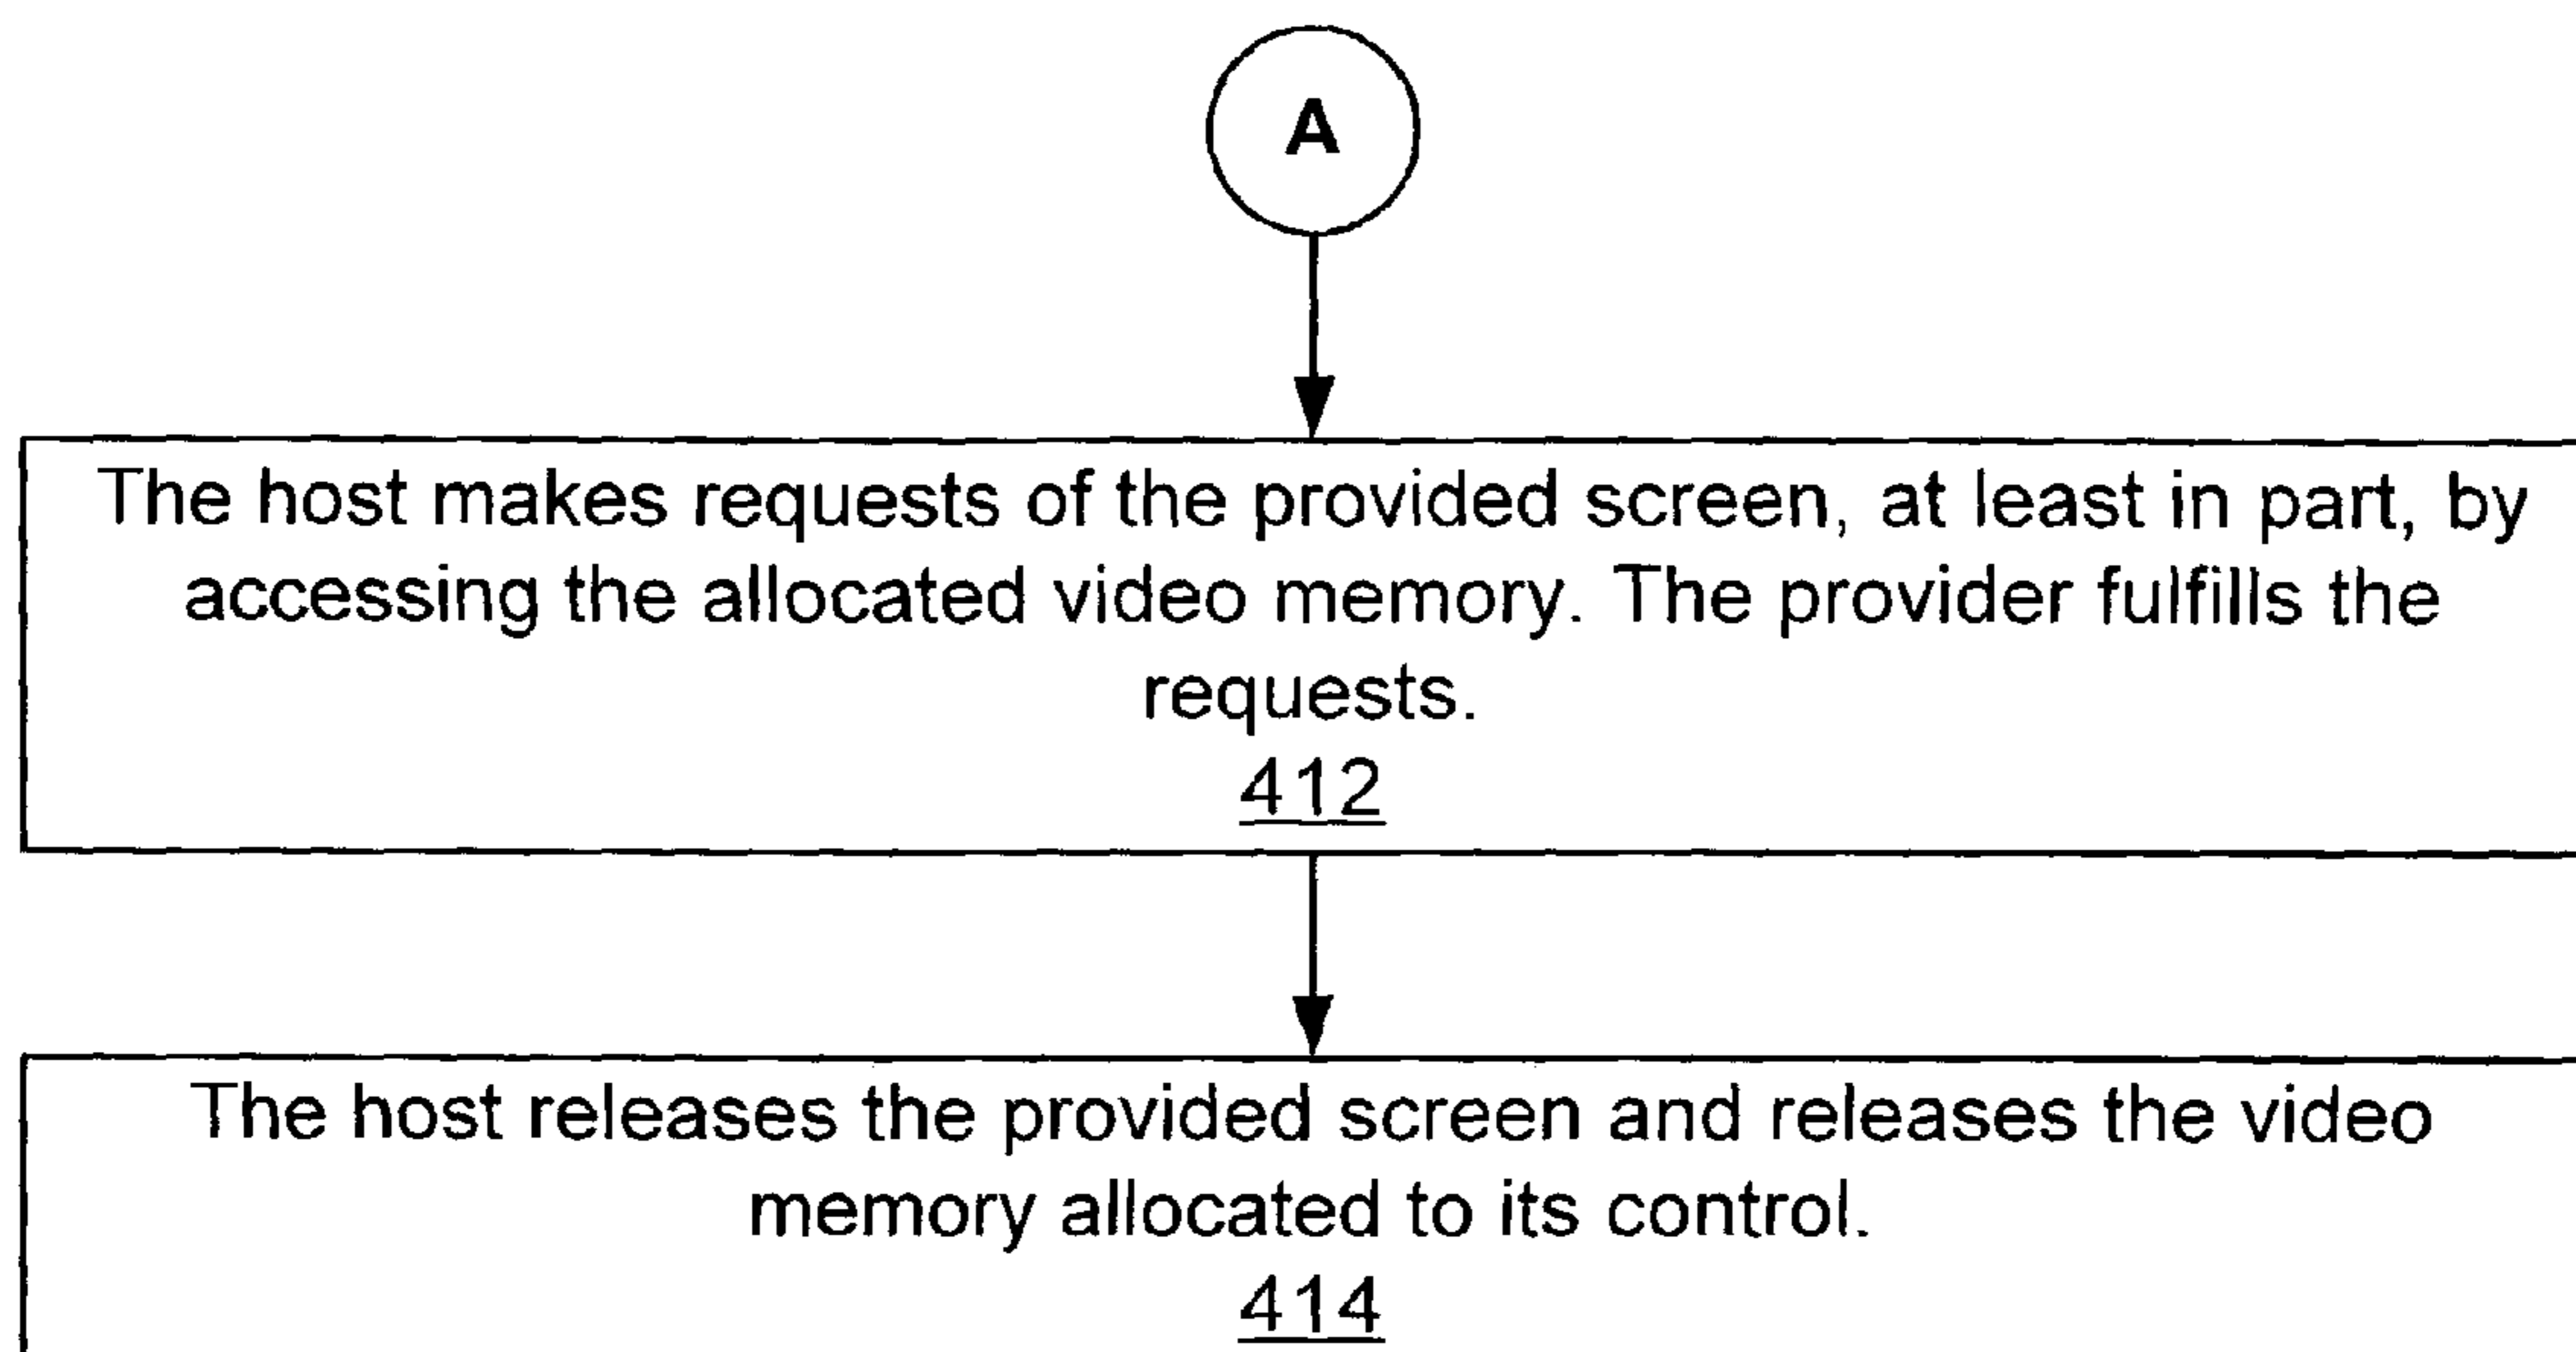 A
The host makes requests of the provided screen, at least in part, by
accessing the allocated video memory. The provider fulfills the
requests.
412
The host releases the provided screen and releases the video
memory allocated to its control.
414